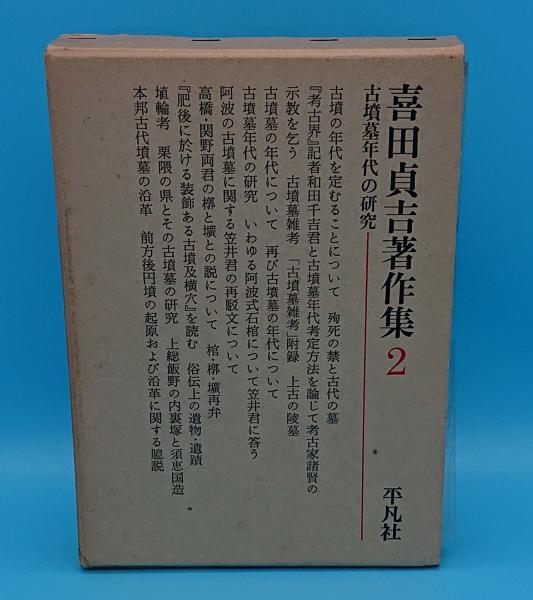 喜田貞吉著作集 2
古墳墓年代の研究
平凡社
古墳の年代を定むることについて 殉死の禁と古代の墓
『考古界』記者和田千吉君と古墳墓年代考定方法を論じて考古家諸賢の
示教を乞う 古墳墓雑考 「古墳墓雑考」附録 上古の陵墓
古墳墓の年代について 再び古墳墓の年代について
古墳墓年代の研究 いわゆる阿波式石棺について笠井君に答う
阿波の古墳墓に関する笠井君の再駁文について
高橋・関野両君の槨と壙との説について 棺・槨・壙再弁
『肥後に於ける装飾ある古墳及横穴』を読む 俗伝上の遺物・遺蹟
埴輪考 栗隈の県とその古墳墓の研究 上総飯野の内裏塚と須恵国造
本邦古代墳墓の沿革 前方後円墳の起原および沿革に関する臆説